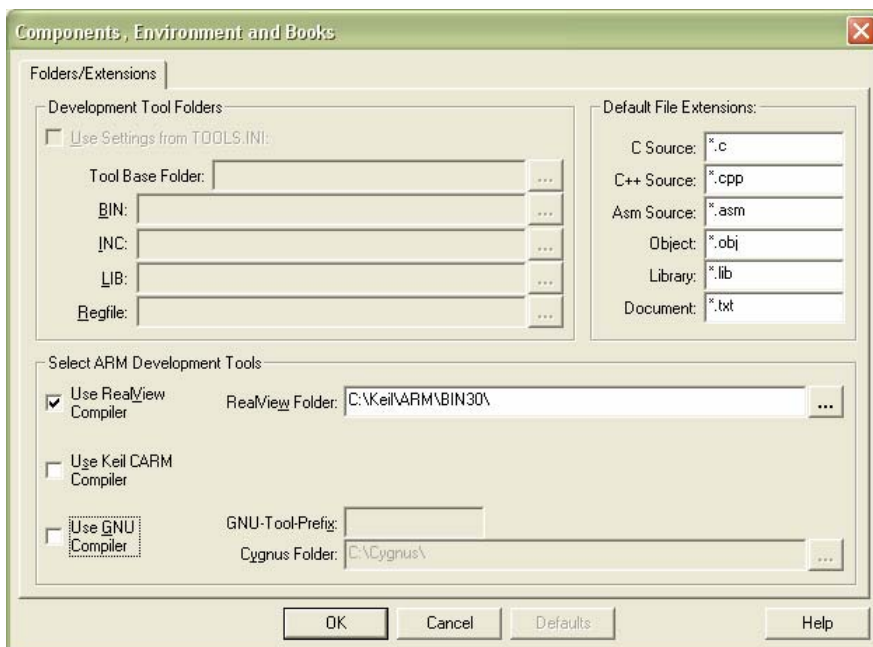 Components, Environment and Books
Folders/Extensions
Development Tool Folders
Use Settings from TOOLS.INI:
Tool Base Folder: ...
BIN: ...
INC: ...
LIB: ...
Regfile: ...
Default File Extensions:
C Source: *.c
C++ Source: *.cpp
Asm Source: *.asm
Object: *.obj
Library: *.lib
Document: *.txt
Select ARM Development Tools
Use RealView
Compiler
RealView Folder: C:\Keil\ARM\BIN30\ ...
Use Keil CARM
Compiler
Use GNU
Compiler
GNU-Tool-Prefix:
Cygnus Folder: C:\Cygnus\ ...
OK Cancel Defaults Help